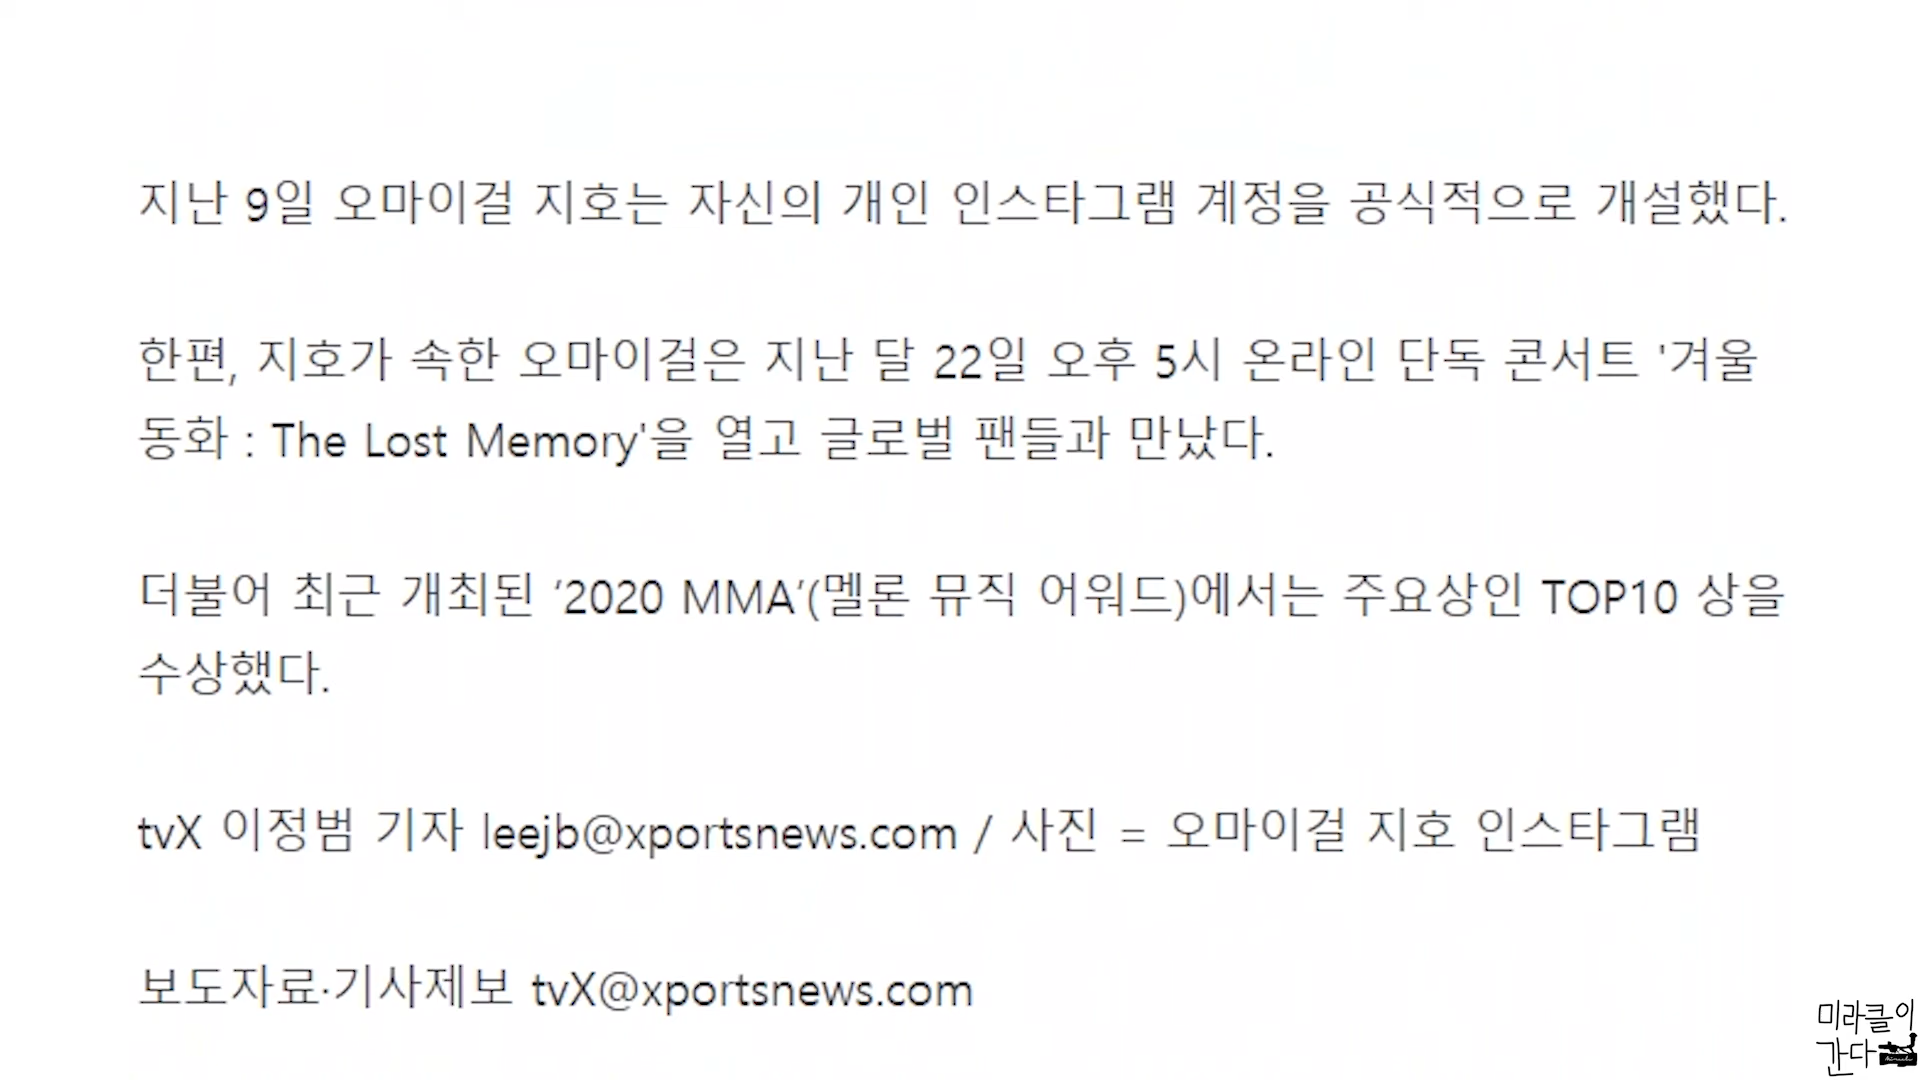 지난 9일 오마이걸 지호는 자신의 개인 인스타그램 계정을 공식적으로 개설했다.
한편, 지호가 속한 오마이걸은 지난 달 22일 오후 5시 온라인 단독 콘서트 '겨울
동화 : The Lost Memory'을 열고 글로벌 팬들과 만났다.
더불어 최근 개최된 ‘2020 MMA’(멜론 뮤직 어워드)에서는 주요상인 TOP10 상을
수상했다.
tvX 이정범 기자 leejb@xportsnews.com / 사진 = 오마이걸 지호 인스타그램
보도자료·기사제보 tvX@xportsnews.com
미라클이
간다